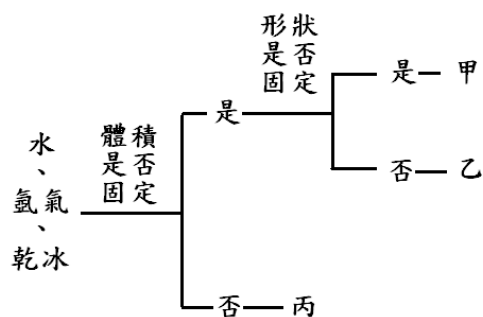 水
、
氫氣
、
乾冰
體積
是否
固定
是
形狀
是否
固定
是
甲
否
乙
否
丙